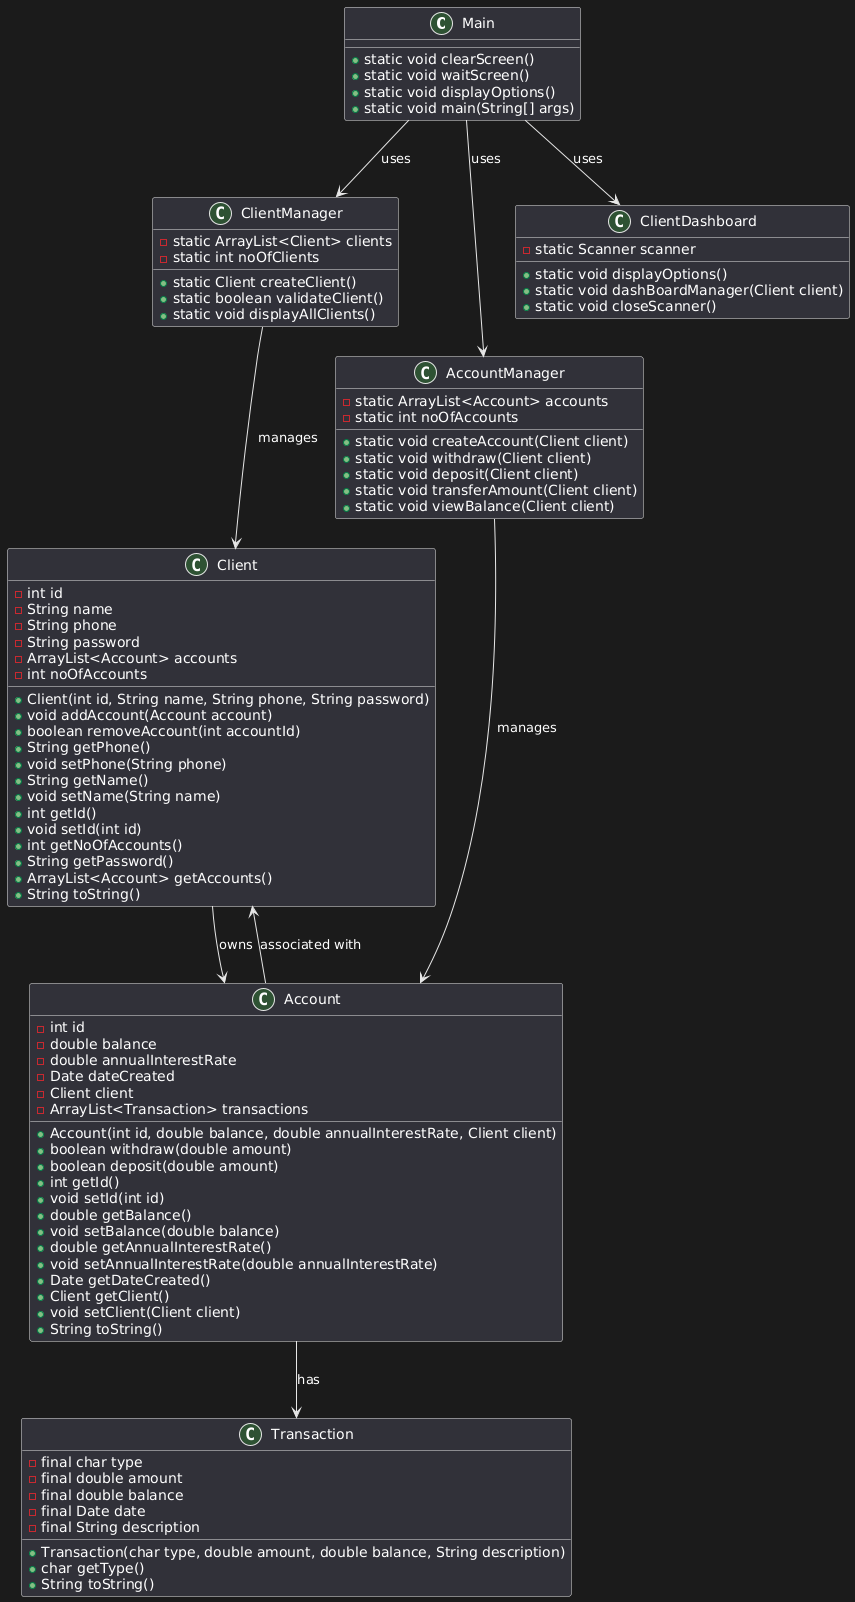 C Main
static void clearScreen()
static void waitScreen()
static void displayOptions()
static void main(String[] args)
uses
uses
uses
C ClientManager
static ArrayList<Client> clients
static int noOfClients
static Client createClient()
static boolean validateClient()
static void displayAllClients()
C ClientDashboard
static Scanner scanner
static void displayOptions()
static void dashBoardManager(Client client)
static void closeScanner()
C AccountManager
static ArrayList<Account> accounts
static int noOfAccounts
static void createAccount(Client client)
static void withdraw(Client client)
static void deposit(Client client)
static void transferAmount(Client client)
static void viewBalance(Client client)
manages
C Client
int id
String name
String phone
String password
ArrayList<Account> accounts
int noOfAccounts
Client(int id, String name, String phone, String password)
void addAccount(Account account)
boolean removeAccount(int accountId)
String getPhone()
void setPhone(String phone)
String getName()
void setName(String name)
int getId()
void setId(int id)
int getNoOfAccounts()
String getPassword()
ArrayList<Account> getAccounts()
String toString()
manages
owns
associated with
C Account
int id
double balance
double annualInterestRate
Date dateCreated
Client client
ArrayList<Transaction> transactions
Account(int id, double balance, double annualInterestRate, Client client)
boolean withdraw(double amount)
boolean deposit(double amount)
int getId()
void setId(int id)
double getBalance()
void setBalance(double balance)
double getAnnualInterestRate()
void setAnnualInterestRate(double annualInterestRate)
Date getDateCreated()
Client getClient()
void setClient(Client client)
String toString()
has
C Transaction
final char type
final double amount
final double balance
final Date date
final String description
Transaction(char type, double amount, double balance, String description)
char getType()
String toString()